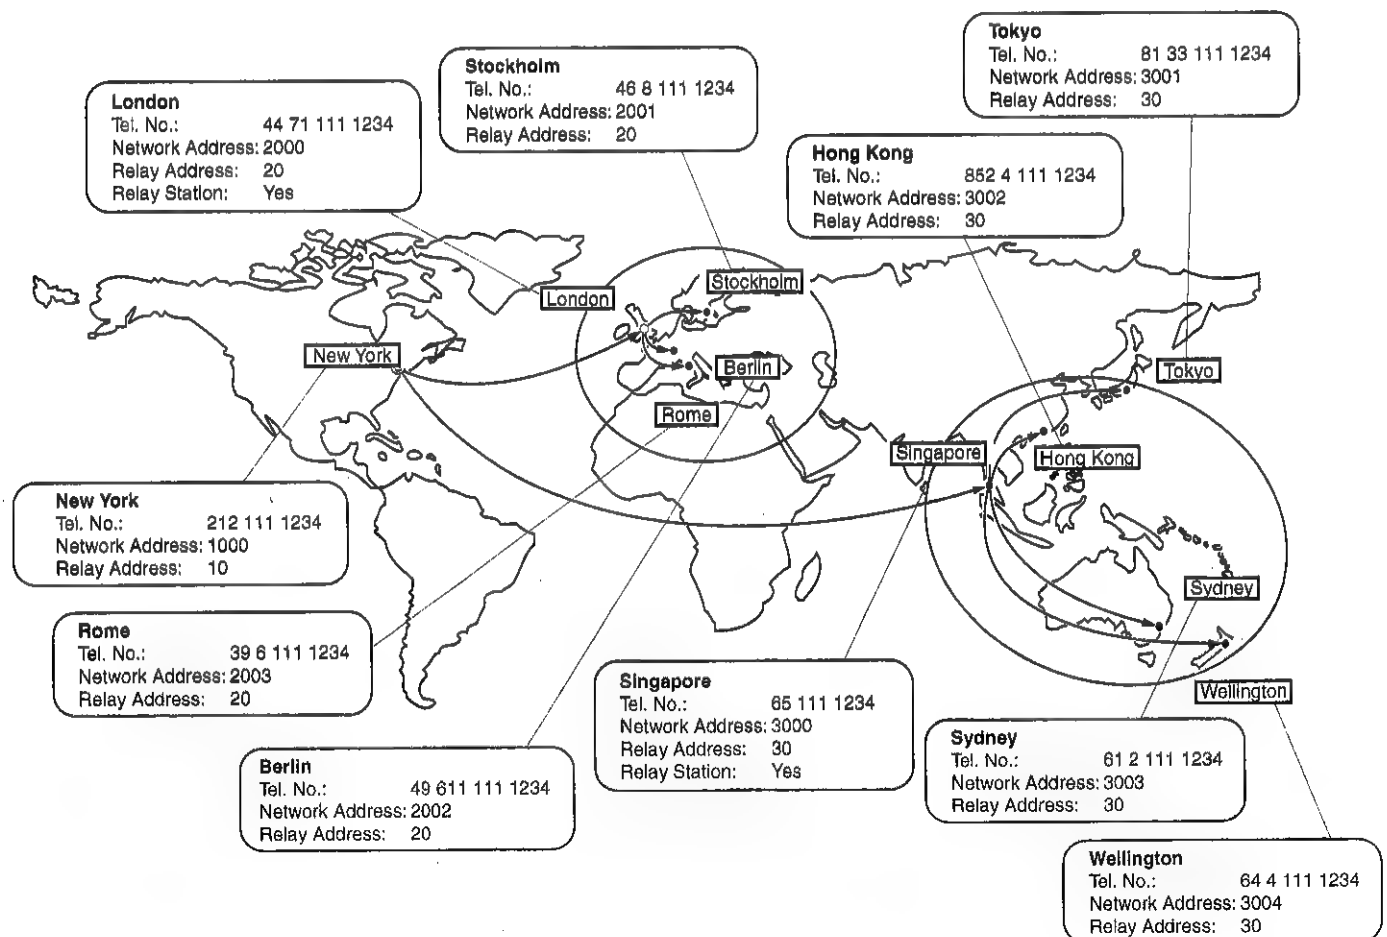 Tokyo
Tel. No.: 81 33 111 1234
Network Address: 3001
Relay Address: 30
Stockholm
Tel. No.: 46 8 111 1234
Network Address: 2001
Relay Address: 20
London
Tel. No.: 44 71 111 1234
Network Address: 2000
Relay Address: 20
Relay Station: Yes
Hong Kong
Tel. No.: 852 4 111 1234
Network Address: 3002
Relay Address: 30
Stockholm
London
New York
Berlin
Tokyo
Rome
Singapore
Hong Kong
New York
Tel. No.: 212 111 1234
Network Address: 1000
Relay Address: 10
Sydney
Rome
Tel. No.: 39 6 111 1234
Network Address: 2003
Relay Address: 20
Singapore
Tel. No.: 65 111 1234
Network Address: 3000
Relay Address: 30
Relay Station: Yes
Wellington
Berlin
Tel. No.: 49 611 111 1234
Network Address: 2002
Relay Address: 20
Sydney
Tel. No.: 61 2 111 1234
Network Address: 3003
Relay Address: 30
Wellington
Tel. No.: 64 4 111 1234
Network Address: 3004
Relay Address: 30